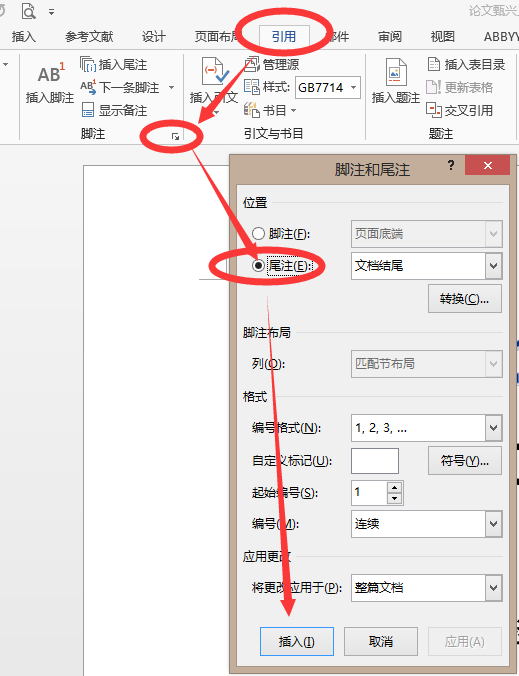 论文甄兴
插入 参考文献 设计 页面布局 引用 邮件 审阅 视图 ABBYY
AB¹ 插入脚注
插入尾注
AB¹ 下一条脚注
显示备注
脚注
插入引文
管理源
样式: GB7714
书目
引文与书目
插入题注
插入表目录
更新表格
交叉引用
题注
脚注和尾注 ?
位置
脚注(F): 页面底端
尾注(E): 文档结尾
转换(C)...
脚注布局
列(O): 匹配节布局
格式
编号格式(N): 1, 2, 3, ...
自定义标记(U): 符号(Y)...
起始编号(S): 1
编号(M): 连续
应用更改
将更改应用于(P): 整篇文档
插入(I) 取消 应用(A)